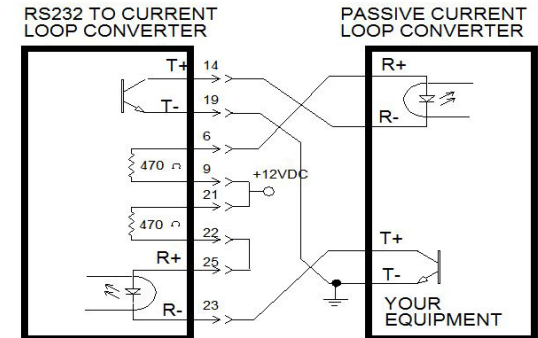 RS232 TO CURRENT
LOOP CONVERTER
PASSIVE CURRENT
LOOP CONVERTER
T+
14
R+
T-
19
R-
6
470 Ω
9
+12VDC
21
470 Ω
22
R+
25
T+
T-
R-
23
YOUR
EQUIPMENT